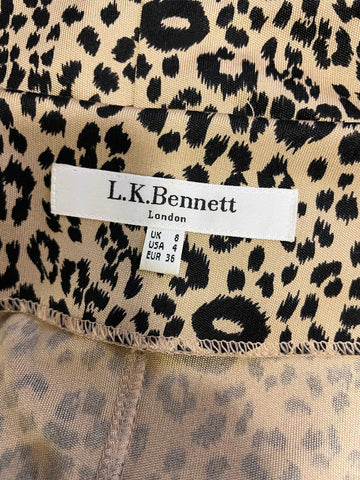 L.K.Bennett
London
UK 8
USA 4
EUR 36